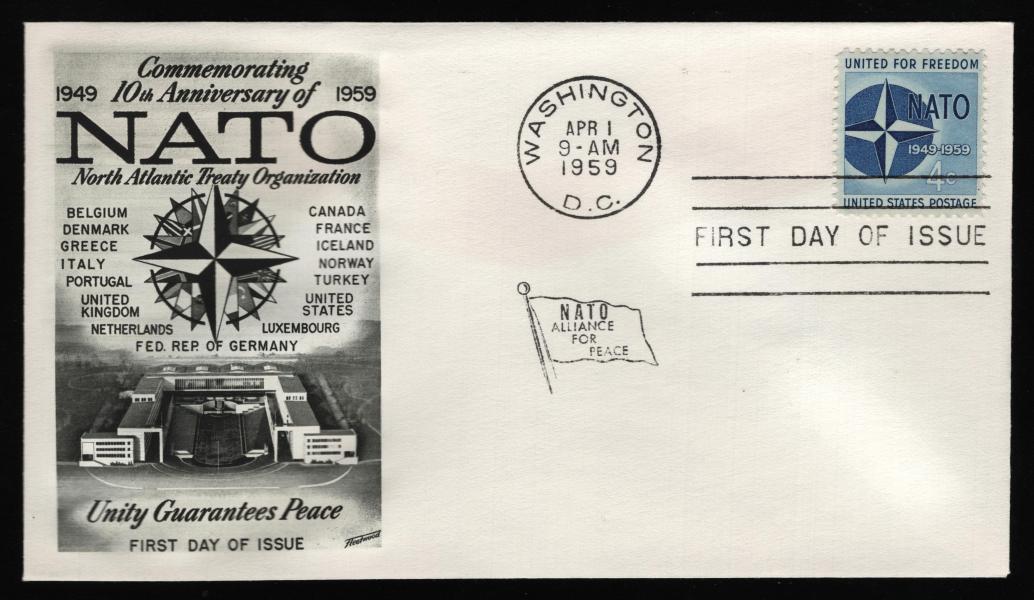 Commemorating
1949 10th Anniversary of 1959
NATO
North Atlantic Treaty Organization
BELGIUM
DENMARK
GREECE
ITALY
PORTUGAL
UNITED
KINGDOM
NETHERLANDS
CANADA
FRANCE
ICELAND
NORWAY
TURKEY
UNITED
STATES
LUXEMBOURG
FED. REP. OF GERMANY
Unity Guarantees Peace
FIRST DAY OF ISSUE
Fleetwood
WASHINGTON
APR 1
9-AM
1959
D.C.
NATO
ALLIANCE
FOR
PEACE
UNITED FOR FREEDOM
NATO
1949-1959
4c
UNITED STATES POSTAGE
FIRST DAY OF ISSUE